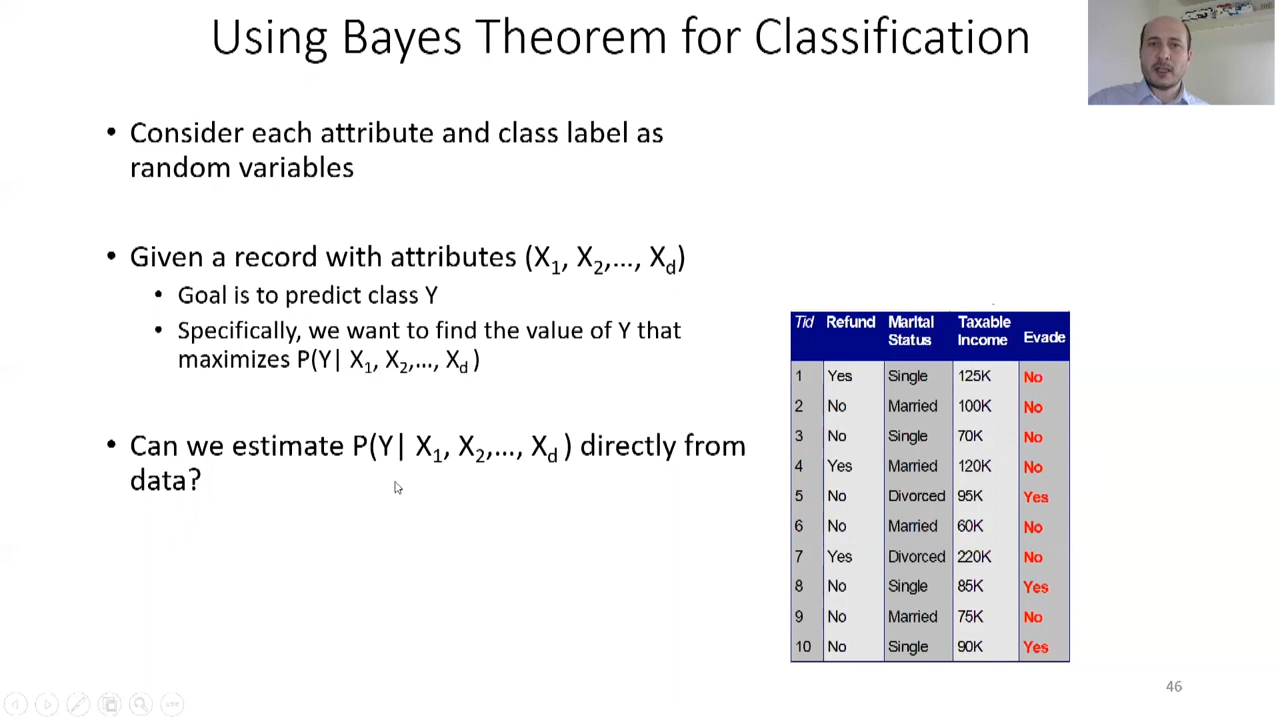 Using Bayes Theorem for Classification
• Consider each attribute and class label as
random variables
• Given a record with attributes (X1, X2,..., Xd)
• Goal is to predict class Y
• Specifically, we want to find the value of Y that
maximizes P(Y| X1, X2,..., Xd )
• Can we estimate P(Y| X1, X2,..., Xd ) directly from
data?
Tid Refund Marital Status Taxable Income Evade
1 Yes Single 125K No
2 No Married 100K No
3 No Single 70K No
4 Yes Married 120K No
5 No Divorced 95K Yes
6 No Married 60K No
7 Yes Divorced 220K No
8 No Single 85K Yes
9 No Married 75K No
10 No Single 90K Yes
46